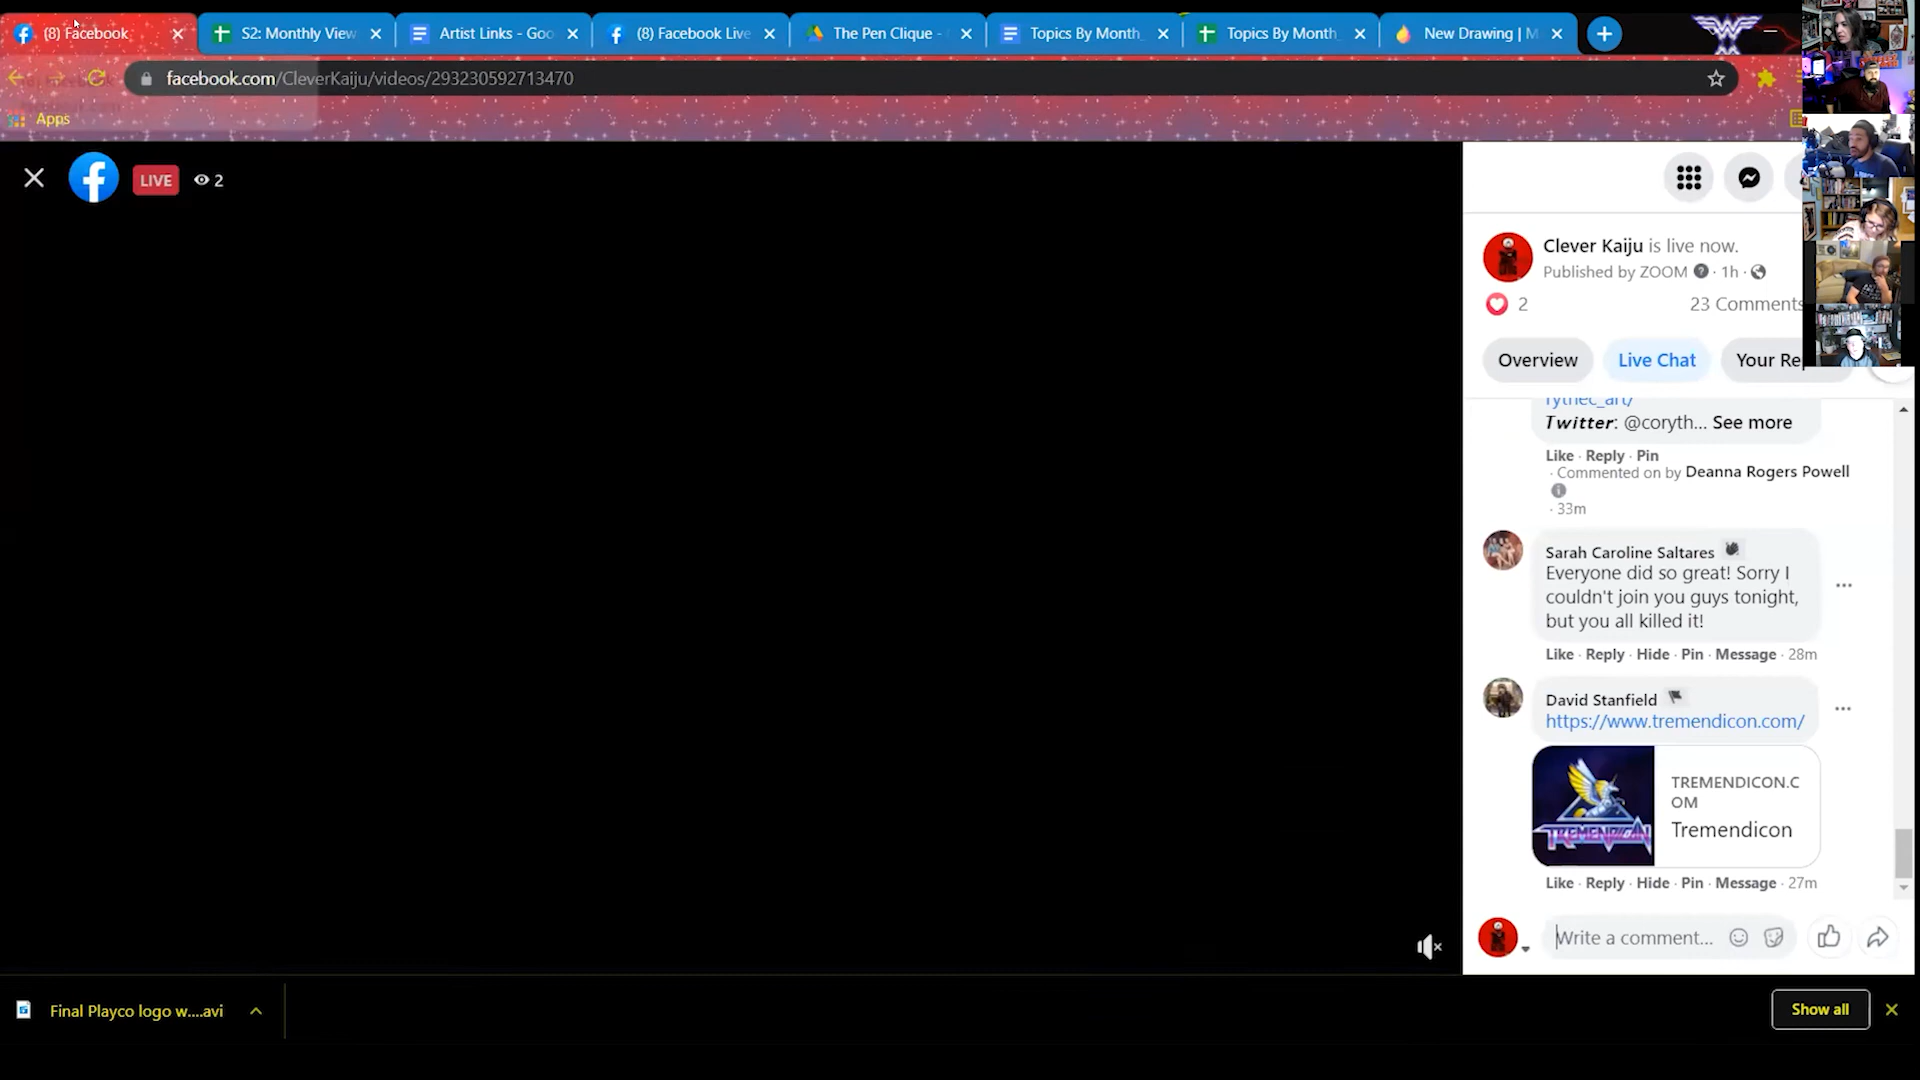 (8) Facebook
S2: Monthly View
Artist Links - Goo
(8) Facebook Live
The Pen Clique -
Topics By Month_
Topics By Month_
New Drawing | M
facebook.com/CleverKaiju/videos/293230592713470
Apps
LIVE
2
Clever Kaiju is live now.
Published by ZOOM · 1h ·
2
23 Comments
Overview
Live Chat
Your Re
rythec_art/
Twitter: @coryth... See more
Like · Reply · Pin
· Commented on by Deanna Rogers Powell
· 33m
Sarah Caroline Saltares
Everyone did so great! Sorry I
couldn't join you guys tonight,
but you all killed it!
Like · Reply · Hide · Pin · Message · 28m
David Stanfield
https://www.tremendicon.com/
TREMENDICON
TREMENDICON.C
OM
Tremendicon
Like · Reply · Hide · Pin · Message · 27m
Write a comment...
Final Playco logo w....avi
Show all